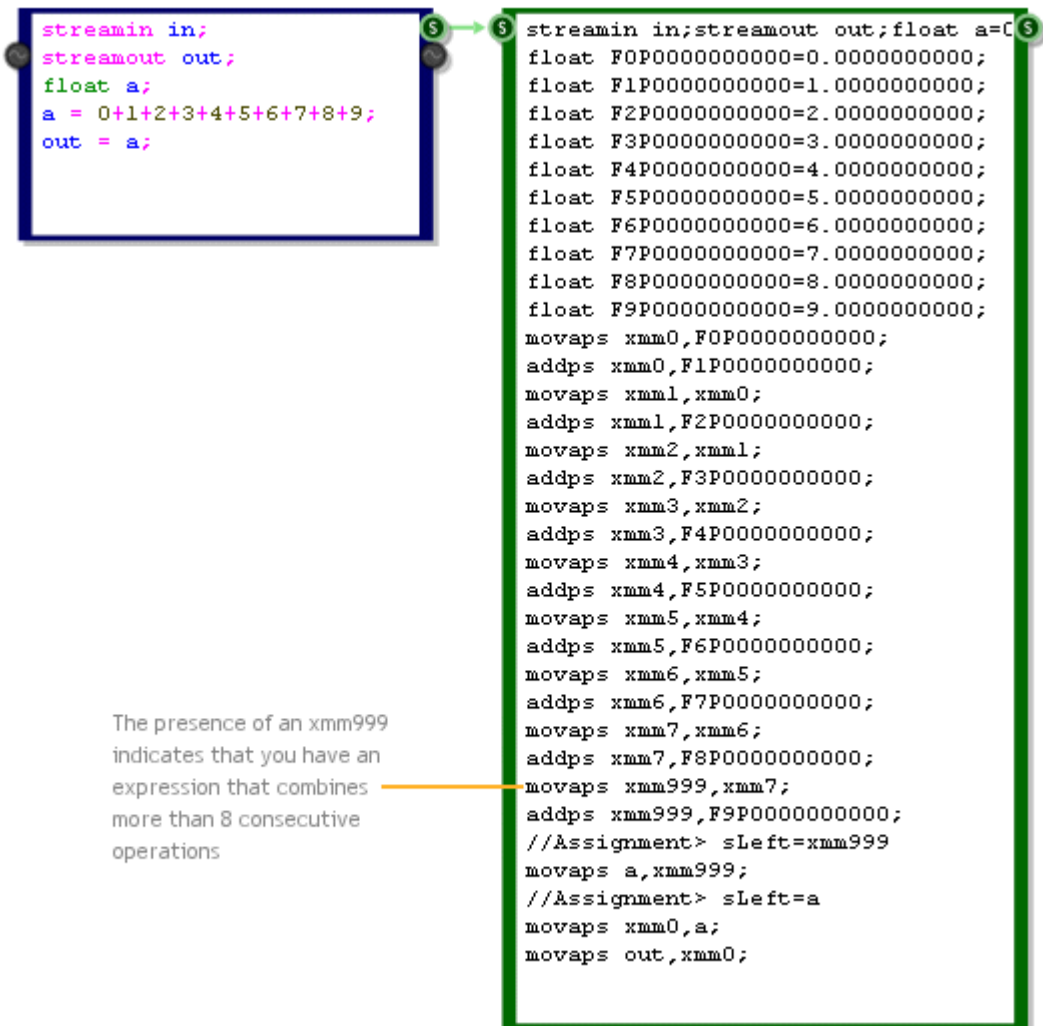 streamin in;
streamout out;
float a;
a = 0+1+2+3+4+5+6+7+8+9;
out = a;
S
S
S
streamin in;streamout out;float a=0
float F0P0000000000=0.0000000000;
float F1P0000000000=1.0000000000;
float F2P0000000000=2.0000000000;
float F3P0000000000=3.0000000000;
float F4P0000000000=4.0000000000;
float F5P0000000000=5.0000000000;
float F6P0000000000=6.0000000000;
float F7P0000000000=7.0000000000;
float F8P0000000000=8.0000000000;
float F9P0000000000=9.0000000000;
movaps xmm0,F0P0000000000;
addps xmm0,F1P0000000000;
movaps xmm1,xmm0;
addps xmm1,F2P0000000000;
movaps xmm2,xmm1;
addps xmm2,F3P0000000000;
movaps xmm3,xmm2;
addps xmm3,F4P0000000000;
movaps xmm4,xmm3;
addps xmm4,F5P0000000000;
movaps xmm5,xmm4;
addps xmm5,F6P0000000000;
movaps xmm6,xmm5;
addps xmm6,F7P0000000000;
movaps xmm7,xmm6;
addps xmm7,F8P0000000000;
movaps xmm999,xmm7;
addps xmm999,F9P0000000000;
//Assignment> sLeft=xmm999
movaps a,xmm999;
//Assignment> sLeft=a
movaps xmm0,a;
movaps out,xmm0;
The presence of an xmm999
indicates that you have an
expression that combines
more than 8 consecutive
operations